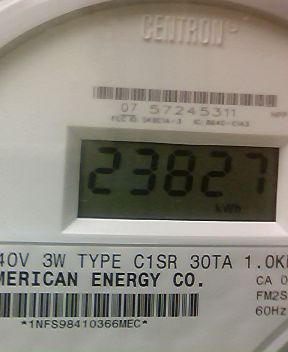 CENTRON
07 57245311
23827
kWh
40V 3W TYPE C1SR 30TA 1.0K
MERICAN ENERGY CO.
CA 0
FM2S
60Hz
*1NFS98410366MEC*